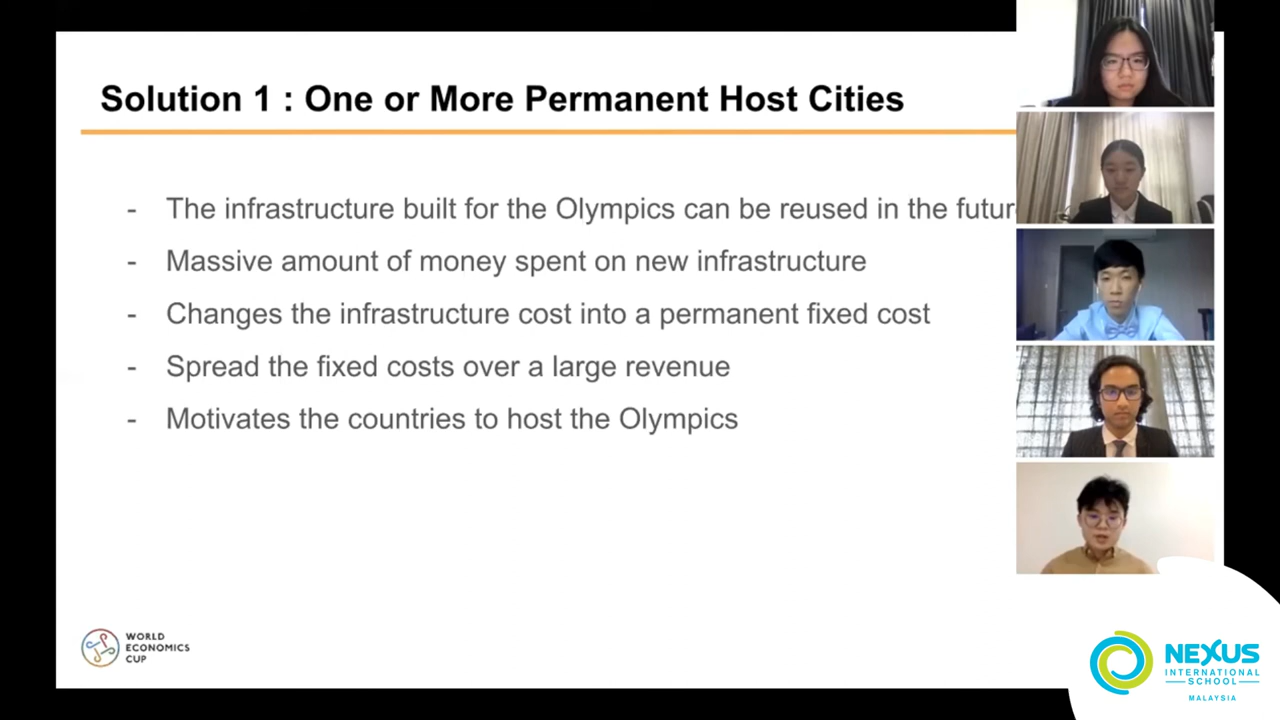 Solution 1 : One or More Permanent Host Cities
- The infrastructure built for the Olympics can be reused in the futur
- Massive amount of money spent on new infrastructure
- Changes the infrastructure cost into a permanent fixed cost
- Spread the fixed costs over a large revenue
- Motivates the countries to host the Olympics
WORLD
ECONOMICS
CUP
NEXUS
INTERNATIONAL
SCHOOL
MALAYSIA